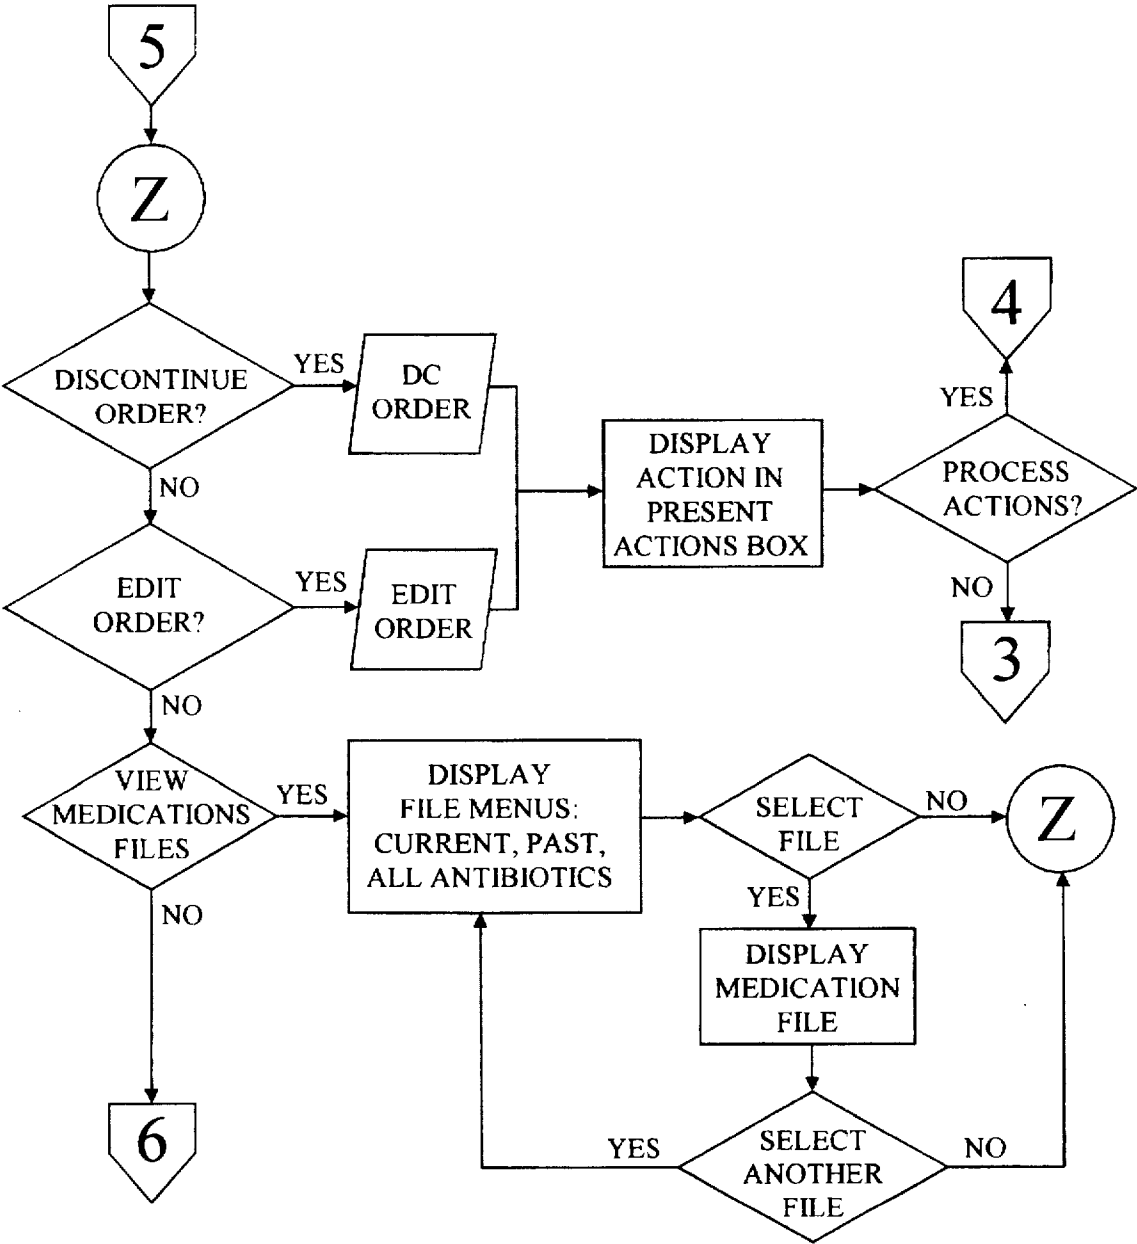 5
Z
DISCONTINUE
ORDER?
YES
DC
ORDER
NO
EDIT
ORDER?
YES
EDIT
ORDER
DISPLAY
ACTION IN
PRESENT
ACTIONS BOX
PROCESS
ACTIONS?
YES
4
NO
3
NO
VIEW
MEDICATIONS
FILES
YES
DISPLAY
FILE MENUS:
CURRENT, PAST,
ALL ANTIBIOTICS
SELECT
FILE
NO
Z
YES
DISPLAY
MEDICATION
FILE
SELECT
ANOTHER
FILE
YES
NO
NO
6